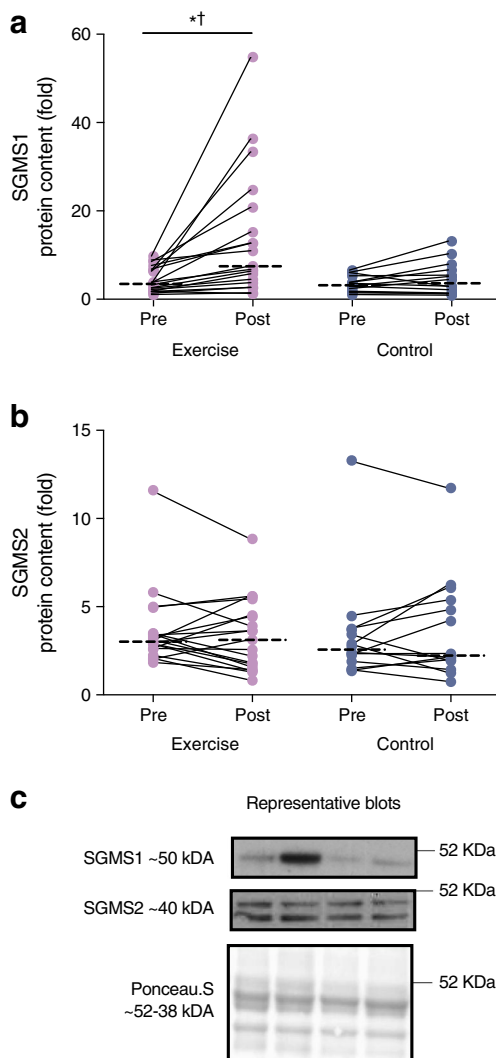 a
*†
60
40
20
0
SGMS1
protein content (fold)
Pre
Post
Pre
Post
Exercise
Control
b
15
10
5
0
SGMS2
protein content (fold)
Pre
Post
Pre
Post
Exercise
Control
c
Representative blots
SGMS1 ~50 kDA
52 KDa
52 KDa
SGMS2 ~40 kDA
52 KDa
Ponceau.S
~52-38 kDA